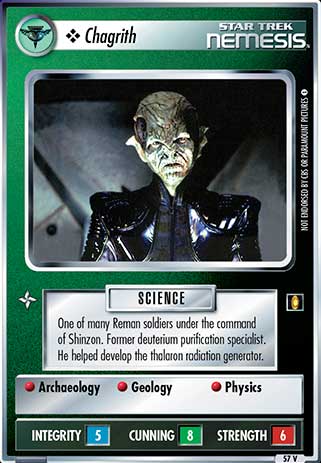 ❖ Chagrith
STAR TREK
NEMESIS™
NOT ENDORSED BY CBS OR PARAMOUNT PICTURES
SCIENCE
One of many Reman soldiers under the command
of Shinzon. Former deuterium purification specialist.
He helped develop the thalaron radiation generator.
Archaeology Geology Physics
INTEGRITY 5 CUNNING 8 STRENGTH 6
57 V